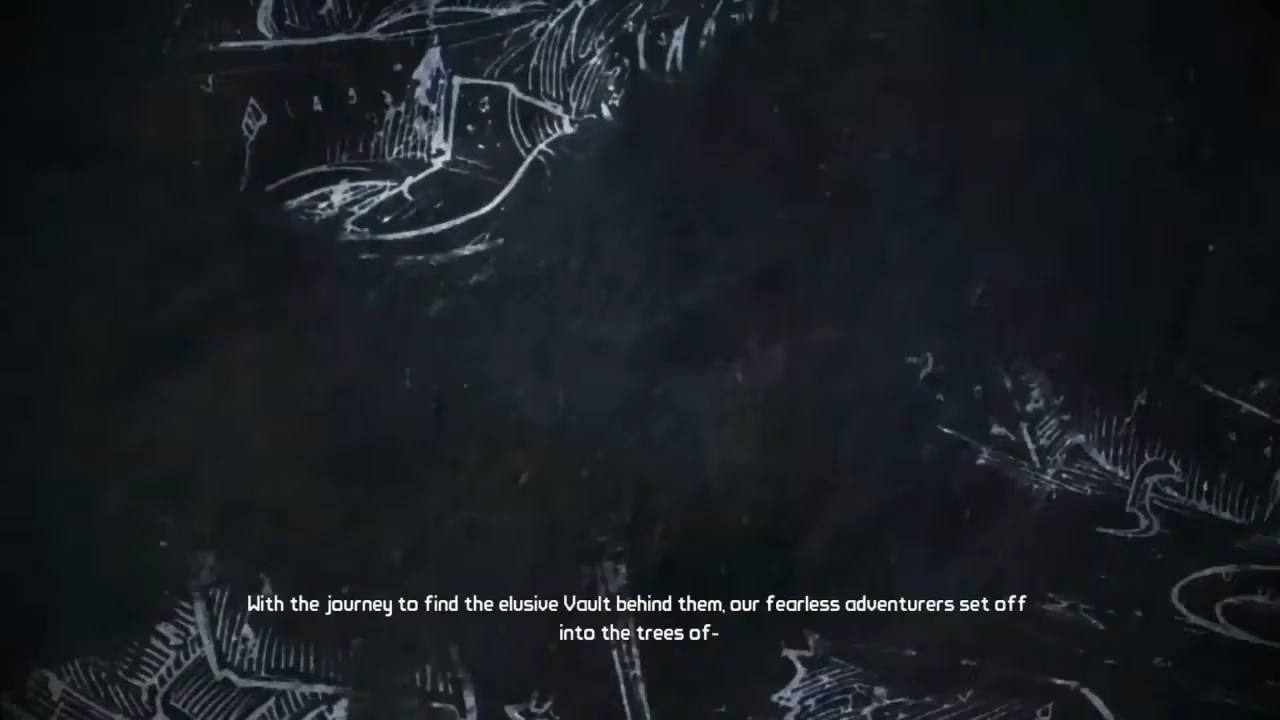 With the journey to find the elusive Vault behind them, our fearless adventurers set off
into the trees of-